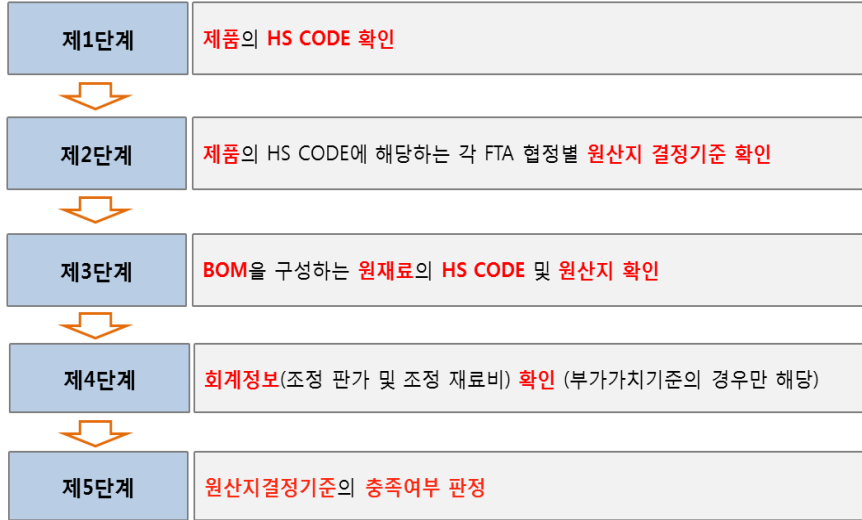 제1단계
제품의 HS CODE 확인
제2단계
제품의 HS CODE에 해당하는 각 FTA 협정별 원산지 결정기준 확인
제3단계
BOM을 구성하는 원재료의 HS CODE 및 원산지 확인
제4단계
회계정보(조정 판가 및 조정 재료비) 확인 (부가가치기준의 경우만 해당)
제5단계
원산지결정기준의 충족여부 판정